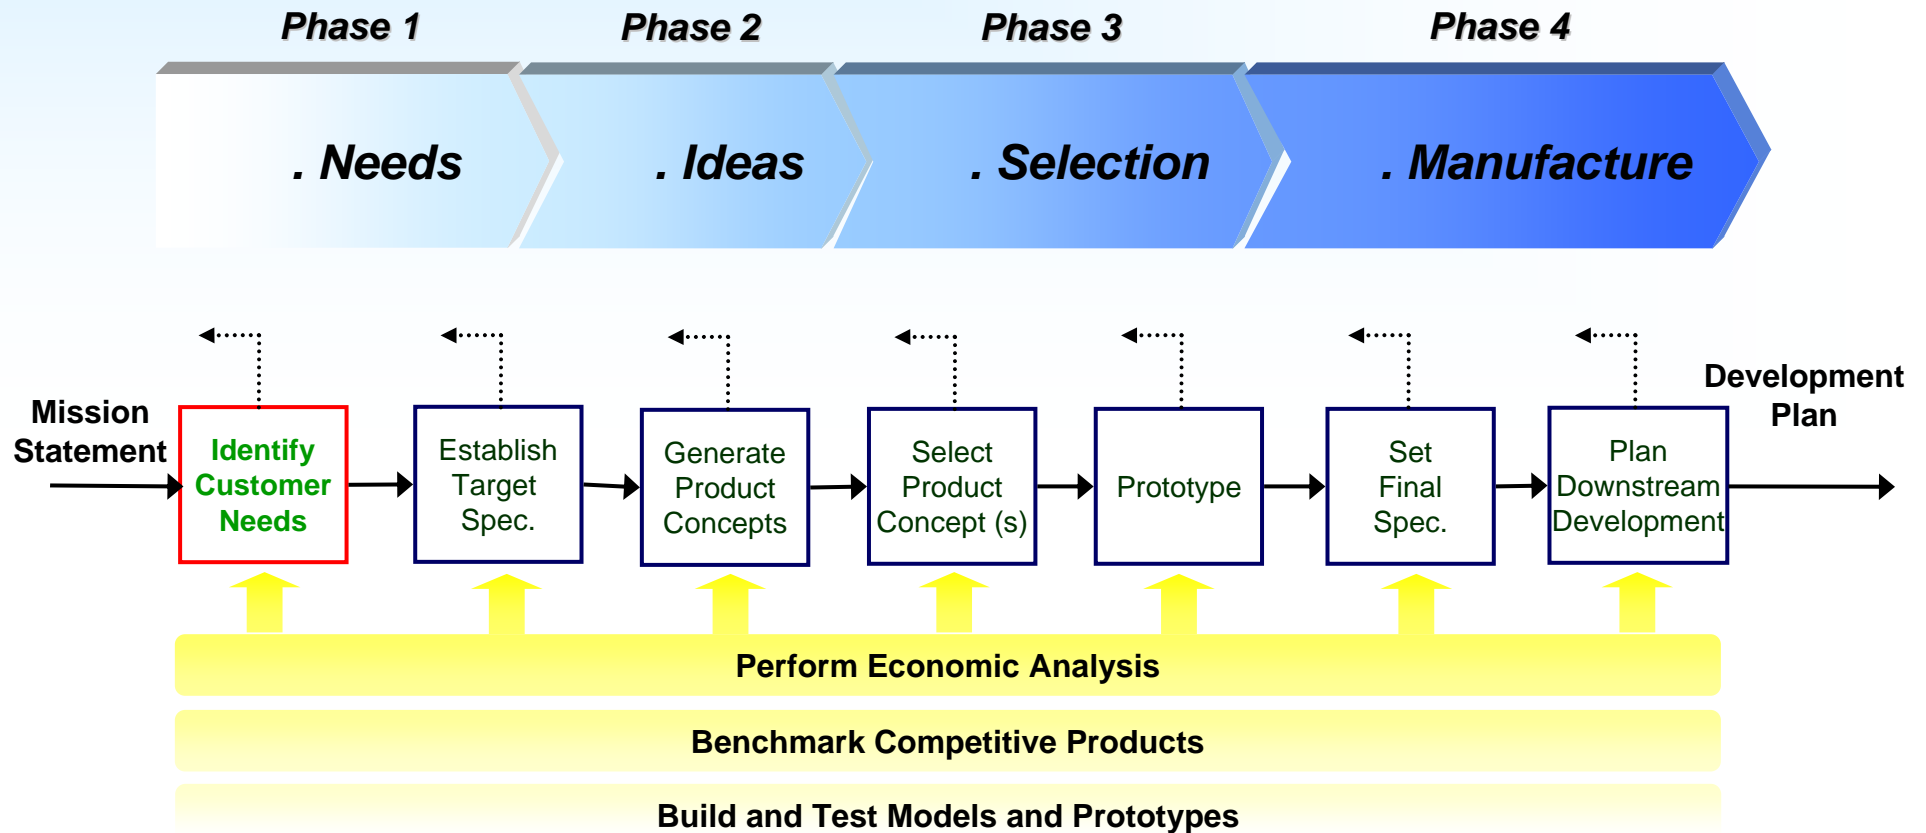 Phase 1
Phase 2
Phase 3
Phase 4
. Needs
. Ideas
. Selection
. Manufacture
Mission
Statement
Identify
Customer
Needs
Establish
Target
Spec.
Generate
Product
Concepts
Select
Product
Concept (s)
Prototype
Set
Final
Spec.
Plan
Downstream
Development
Development
Plan
Perform Economic Analysis
Benchmark Competitive Products
Build and Test Models and Prototypes